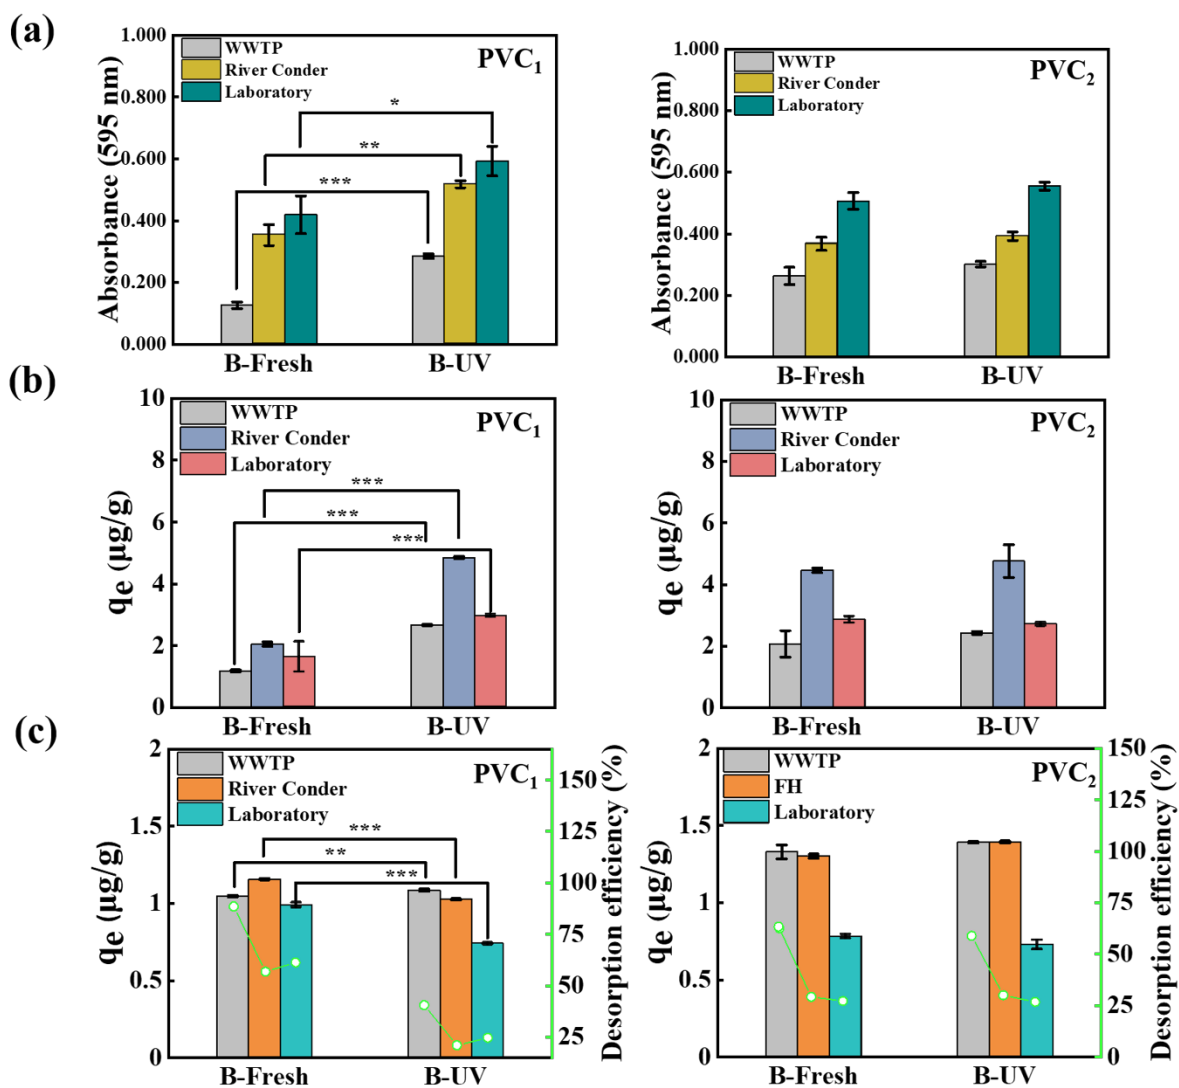 (a)
1.000
0.800
0.600
0.400
0.200
0.000
Absorbance (595 nm)
WWTP
River Conder
Laboratory
PVC1
*
**
***
B-Fresh
B-UV
1.000
0.800
0.600
0.400
0.200
0.000
Absorbance (595 nm)
WWTP
River Conder
Laboratory
PVC2
B-Fresh
B-UV
(b)
10
8
6
4
2
0
qe (µg/g)
WWTP
River Conder
Laboratory
PVC1
***
***
***
B-Fresh
B-UV
10
8
6
4
2
0
qe (µg/g)
WWTP
River Conder
Laboratory
PVC2
B-Fresh
B-UV
(c)
2
1.5
1
0.5
0
qe (µg/g)
WWTP
River Conder
Laboratory
PVC1
***
**
***
B-Fresh
B-UV
150
125
100
75
50
25
Desorption efficiency (%)
2
1.5
1
0.5
0
qe (µg/g)
WWTP
FH
Laboratory
PVC2
B-Fresh
B-UV
150
125
100
75
50
25
0
Desorption efficiency (%)